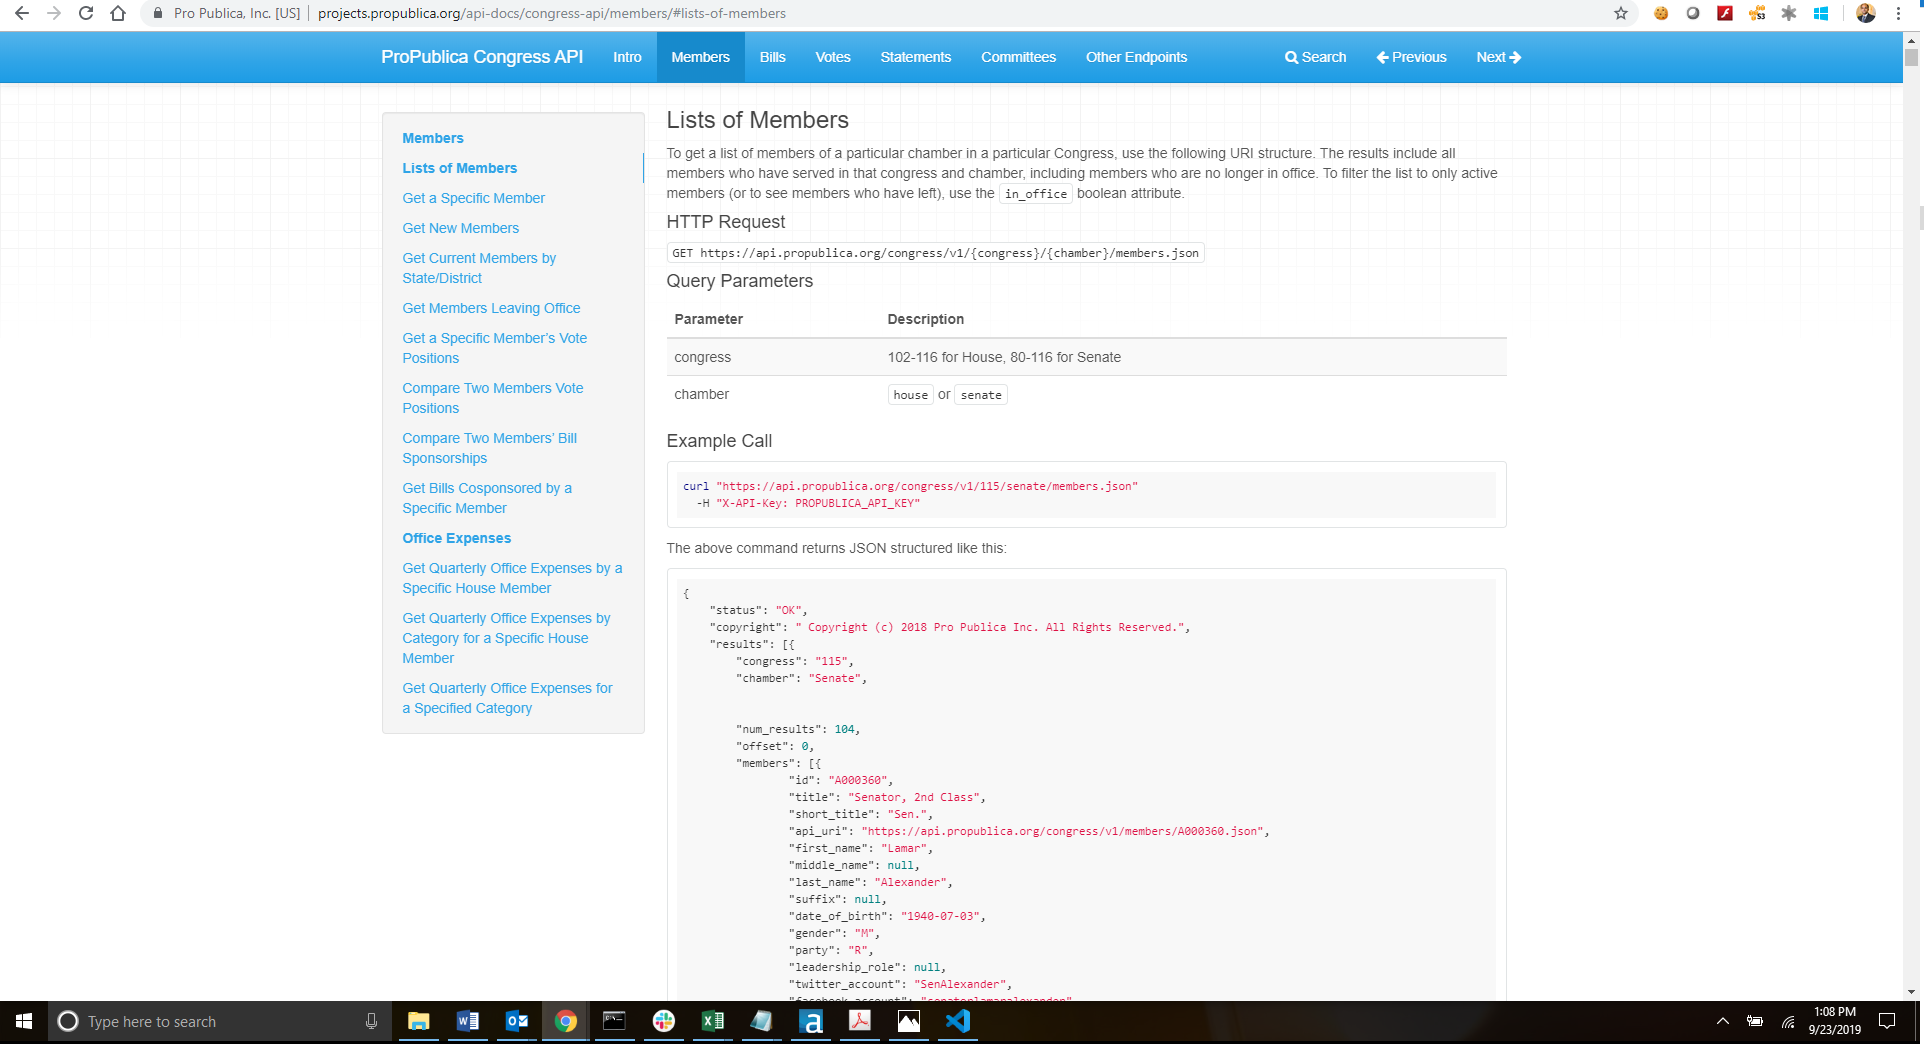 Pro Publica, Inc. [US] | projects.propublica.org/api-docs/congress-api/members/#lists-of-members
ProPublica Congress API Intro Members Bills Votes Statements Committees Other Endpoints Search Previous Next
Members
Lists of Members
Get a Specific Member
Get New Members
Get Current Members by
State/District
Get Members Leaving Office
Get a Specific Member’s Vote
Positions
Compare Two Members Vote
Positions
Compare Two Members’ Bill
Sponsorships
Get Bills Cosponsored by a
Specific Member
Office Expenses
Get Quarterly Office Expenses by a
Specific House Member
Get Quarterly Office Expenses by
Category for a Specific House
Member
Get Quarterly Office Expenses for
a Specified Category
Lists of Members
To get a list of members of a particular chamber in a particular Congress, use the following URI structure. The results include all
members who have served in that congress and chamber, including members who are no longer in office. To filter the list to only active
members (or to see members who have left), use the in_office boolean attribute.
HTTP Request
GET https://api.propublica.org/congress/v1/{congress}/{chamber}/members.json
Query Parameters
Parameter Description
congress 102-116 for House, 80-116 for Senate
chamber house or senate
Example Call
curl "https://api.propublica.org/congress/v1/115/senate/members.json"
-H "X-API-Key: PROPUBLICA_API_KEY"
The above command returns JSON structured like this:
{
"status": "OK",
"copyright": " Copyright (c) 2018 Pro Publica Inc. All Rights Reserved.",
"results": [{
"congress": "115",
"chamber": "Senate",
"num_results": 104,
"offset": 0,
"members": [{
"id": "A000360",
"title": "Senator, 2nd Class",
"short_title": "Sen.",
"api_uri": "https://api.propublica.org/congress/v1/members/A000360.json",
"first_name": "Lamar",
"middle_name": null,
"last_name": "Alexander",
"suffix": null,
"date_of_birth": "1940-07-03",
"gender": "M",
"party": "R",
"leadership_role": null,
"twitter_account": "SenAlexander",
"facebook_account": "senatorlamaralexander"
Type here to search
1:08 PM
9/23/2019